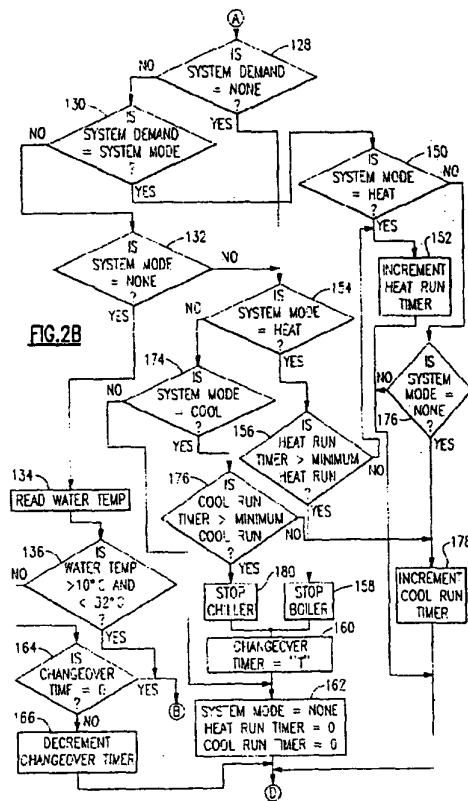 A
IS
SYSTEM DEMAND
= NONE
?
128
NO
YES
130
IS
SYSTEM DEMAND
= SYSTEM MODE
?
NO
YES
IS
SYSTEM MODE
= HEAT
?
150
NO
YES
132
IS
SYSTEM MODE
= NONE
?
NO
YES
152
INCREMENT
HEAT RUN
TIMER
FIG.2B
IS
SYSTEM MODE
= HEAT
?
154
NO
YES
174
IS
SYSTEM MODE
- COOL
?
NO
YES
IS
SYSTEM
MODE =
NONE
?
176
NO
YES
156
IS
HEAT RUN
TIMER > MINIMUM
HEAT RUN
?
NO
YES
134
READ WATER TEMP
176
IS
COOL RUN
TIMER > MINIMUM
COOL RUN
?
NO
YES
136
IS
WATER TEMP
>10°C AND
< 32°C
?
NO
YES
178
INCREMENT
COOL RUN
TIMER
STOP
CHILLER
180
STOP
BOILER
158
160
CHANGEOVER
TIMER = "T"
164
IS
CHANGEOVER
TIME = 0
?
YES
NO
B
162
SYSTEM MODE = NONE
HEAT RUN TIMER = 0
COOL RUN TIMER = 0
166
DECREMENT
CHANGEOVER TIMER
D